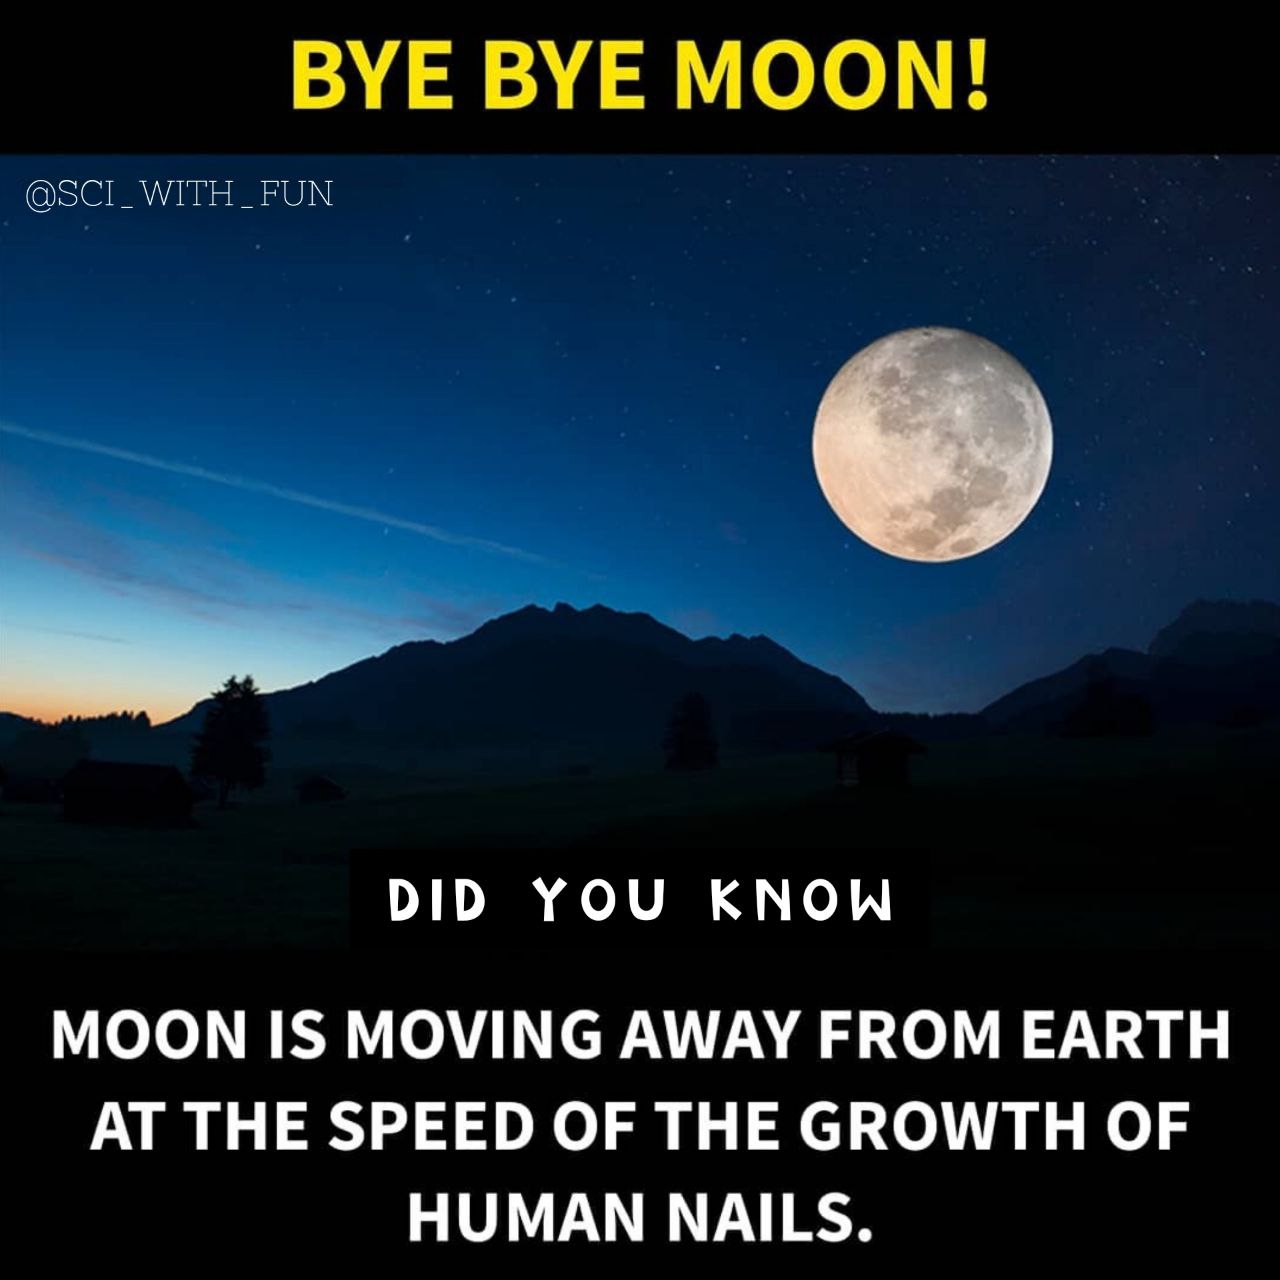 BYE BYE MOON!
@SCI_WITH_FUN
DID YOU KNOW
MOON IS MOVING AWAY FROM EARTH
AT THE SPEED OF THE GROWTH OF
HUMAN NAILS.